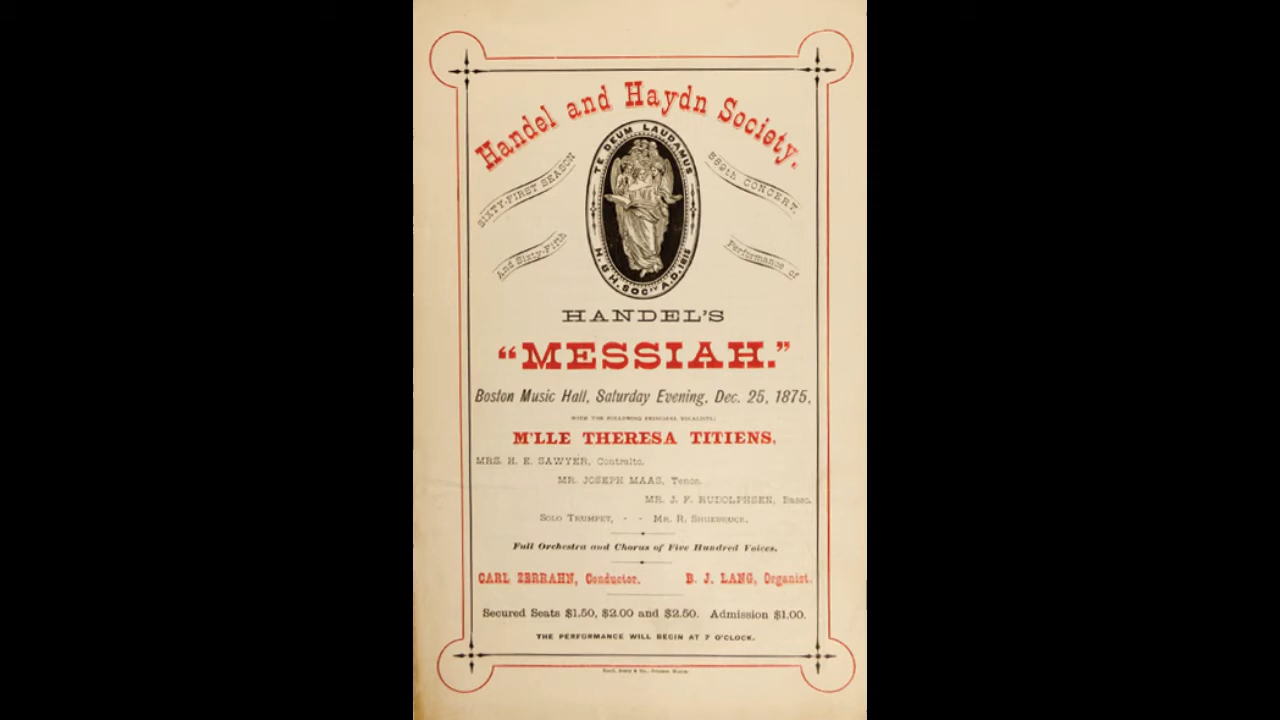 Handel and Haydn Society.
TE DEUM LAUDAMUS
SIXTY-FIRST SEASON
589th CONCERT.
And Sixty-Fifth
Performance of
H. & H. SOCTY A.D. 1815
HANDEL'S
"MESSIAH."
Boston Music Hall, Saturday Evening, Dec. 25, 1875,
WITH THE FOLLOWING PRINCIPAL VOCALISTS:
M'LLE THERESA TITIENS,
MRS. H. E. SAWYER, Contralto.
MR. JOSEPH MAAS, Tenor.
MR. J. F. RUDOLPHSEN, Basso.
SOLO TRUMPET, - - MR. R. SHUEBRUCK.
Full Orchestra and Chorus of Five Hundred Voices.
CARL ZERRAHN, Conductor. B. J. LANG, Organist.
Secured Seats $1.50, $2.00 and $2.50. Admission $1.00.
THE PERFORMANCE WILL BEGIN AT 7 O'CLOCK.